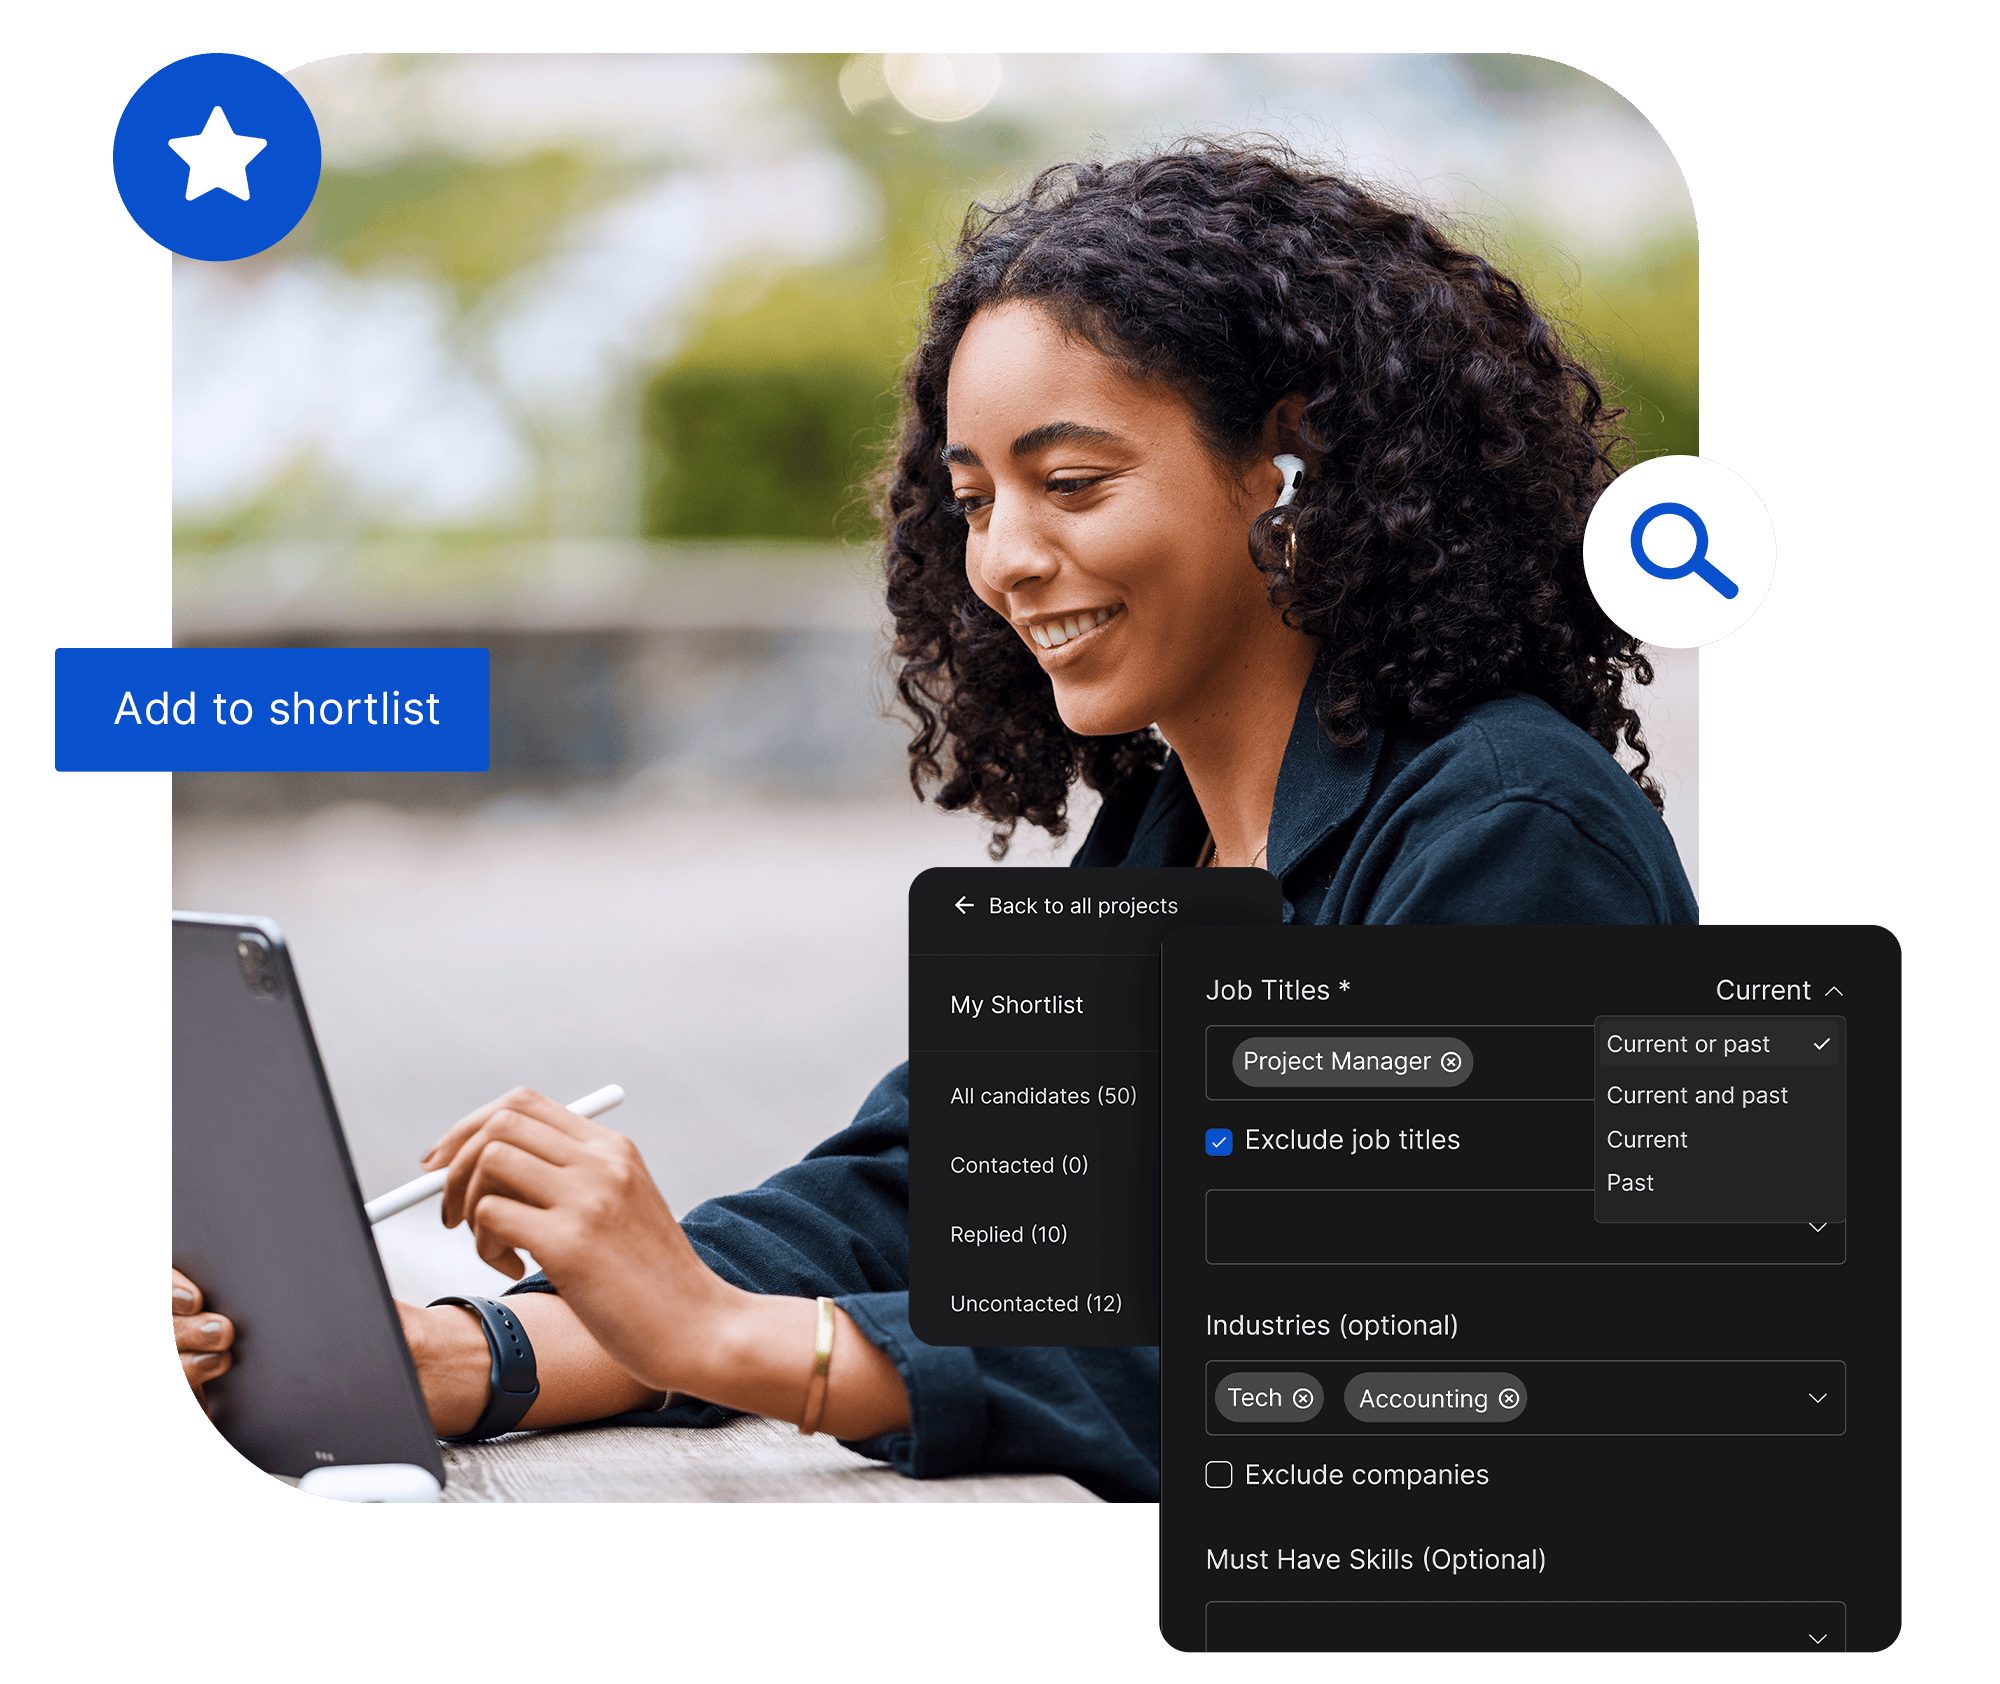 Add to shortlist
Back to all projects
My Shortlist
All candidates (50)
Contacted (0)
Replied (10)
Uncontacted (12)
Job Titles *
Current
Project Manager
Current or past
Current and past
Current
Past
Exclude job titles
Industries (optional)
Tech
Accounting
Exclude companies
Must Have Skills (Optional)